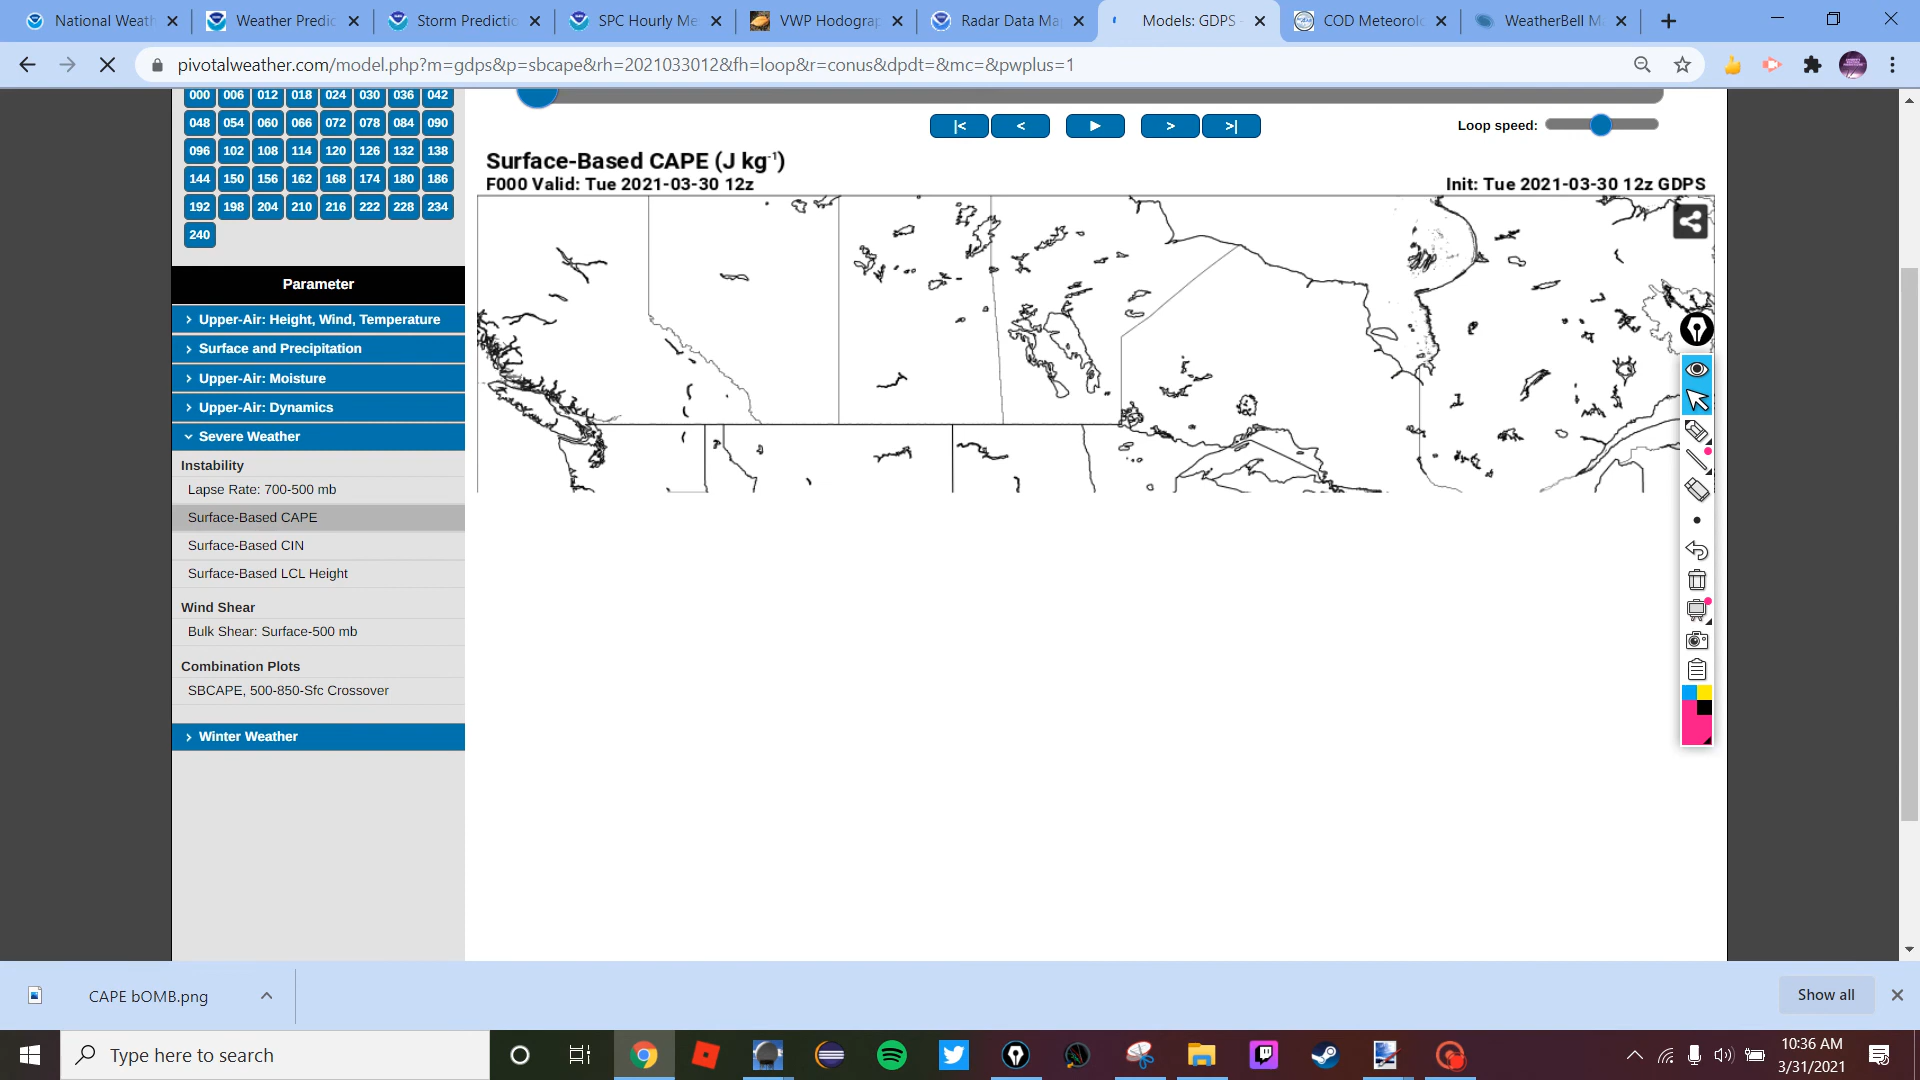 National Weath
Weather Predic
Storm Predictio
SPC Hourly Me
VWP Hodograp
Radar Data Ma
Models: GDPS -
COD Meteorolo
WeatherBell M
pivotalweather.com/model.php?m=gdps&p=sbcape&rh=2021033012&fh=loop&r=conus&dpdt=&mc=&pwplus=1
000 006 012 018 024 030 036 042
048 054 060 066 072 078 084 090
096 102 108 114 120 126 132 138
144 150 156 162 168 174 180 186
192 198 204 210 216 222 228 234
240
|< < ► > >|
Loop speed:
Surface-Based CAPE (J kg⁻¹)
F000 Valid: Tue 2021-03-30 12z
Init: Tue 2021-03-30 12z GDPS
Parameter
Upper-Air: Height, Wind, Temperature
Surface and Precipitation
Upper-Air: Moisture
Upper-Air: Dynamics
Severe Weather
Instability
Lapse Rate: 700-500 mb
Surface-Based CAPE
Surface-Based CIN
Surface-Based LCL Height
Wind Shear
Bulk Shear: Surface-500 mb
Combination Plots
SBCAPE, 500-850-Sfc Crossover
Winter Weather
CAPE bOMB.png
Show all
Type here to search
10:36 AM
3/31/2021